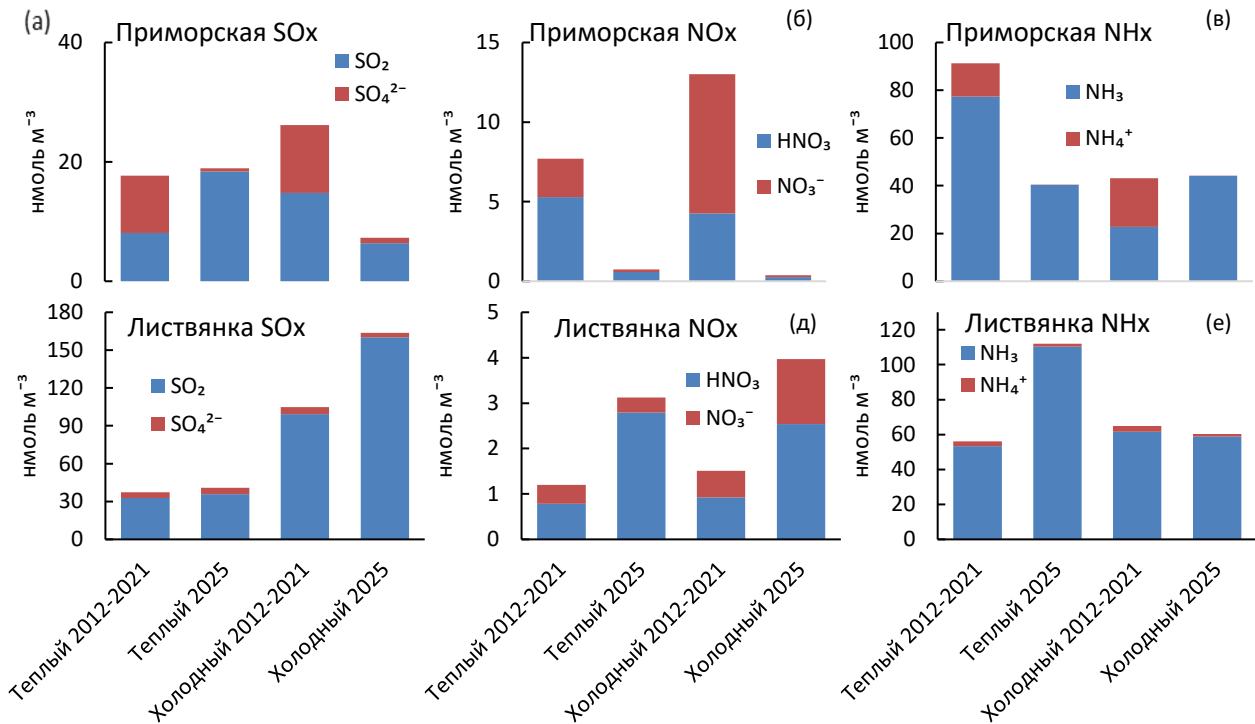 (а)
Приморская SOx
40
20
0
нмоль м⁻³
SO₂
SO₄²⁻
(б)
Приморская NOx
15
10
5
0
нмоль м⁻³
HNO₃
NO₃⁻
(в)
Приморская NHx
100
80
60
40
20
0
нмоль м⁻³
NH₃
NH₄⁺
Листвянка SOx
180
150
120
90
60
30
0
нмоль м⁻³
SO₂
SO₄²⁻
Теплый 2012-2021
Теплый 2025
Холодный 2012-2021
Холодный 2025
(д)
Листвянка NOx
5
4
3
2
1
0
нмоль м⁻³
HNO₃
NO₃⁻
Теплый 2012-2021
Теплый 2025
Холодный 2012-2021
Холодный 2025
(е)
Листвянка NHx
120
100
80
60
40
20
0
нмоль м⁻³
NH₃
NH₄⁺
Теплый 2012-2021
Теплый 2025
Холодный 2012-2021
Холодный 2025